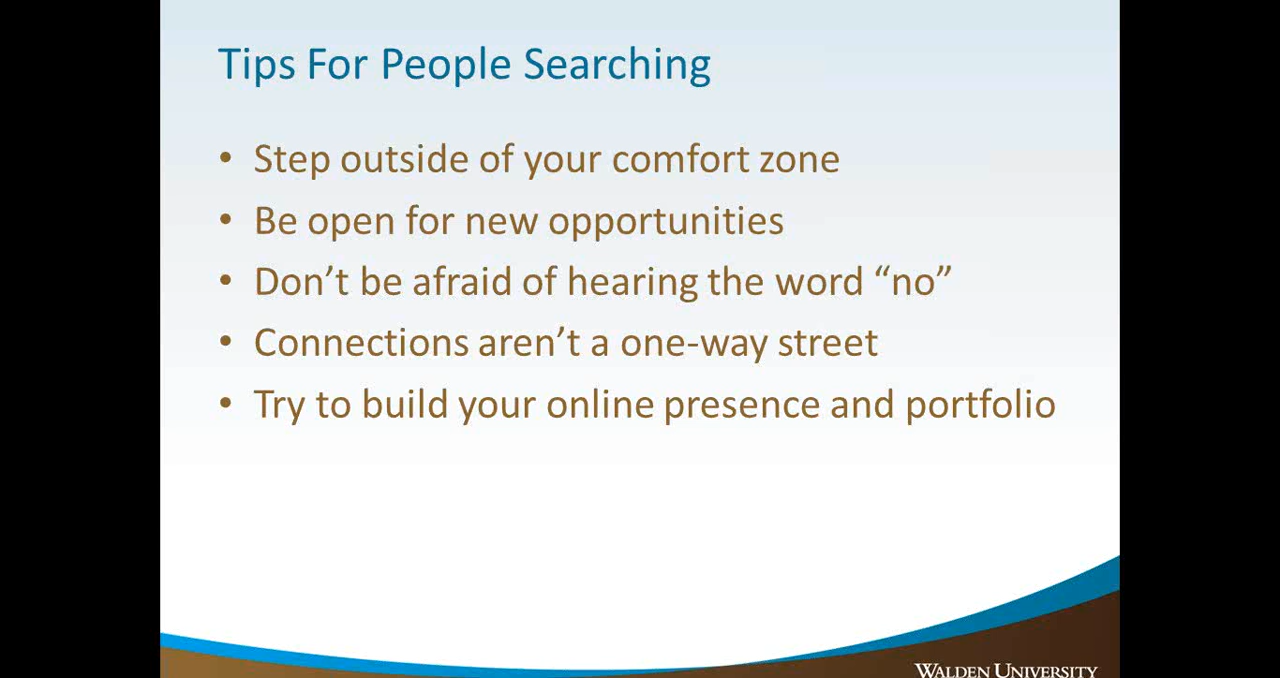 Tips For People Searching
• Step outside of your comfort zone
• Be open for new opportunities
• Don’t be afraid of hearing the word “no”
• Connections aren’t a one-way street
• Try to build your online presence and portfolio
WALDEN UNIVERSITY